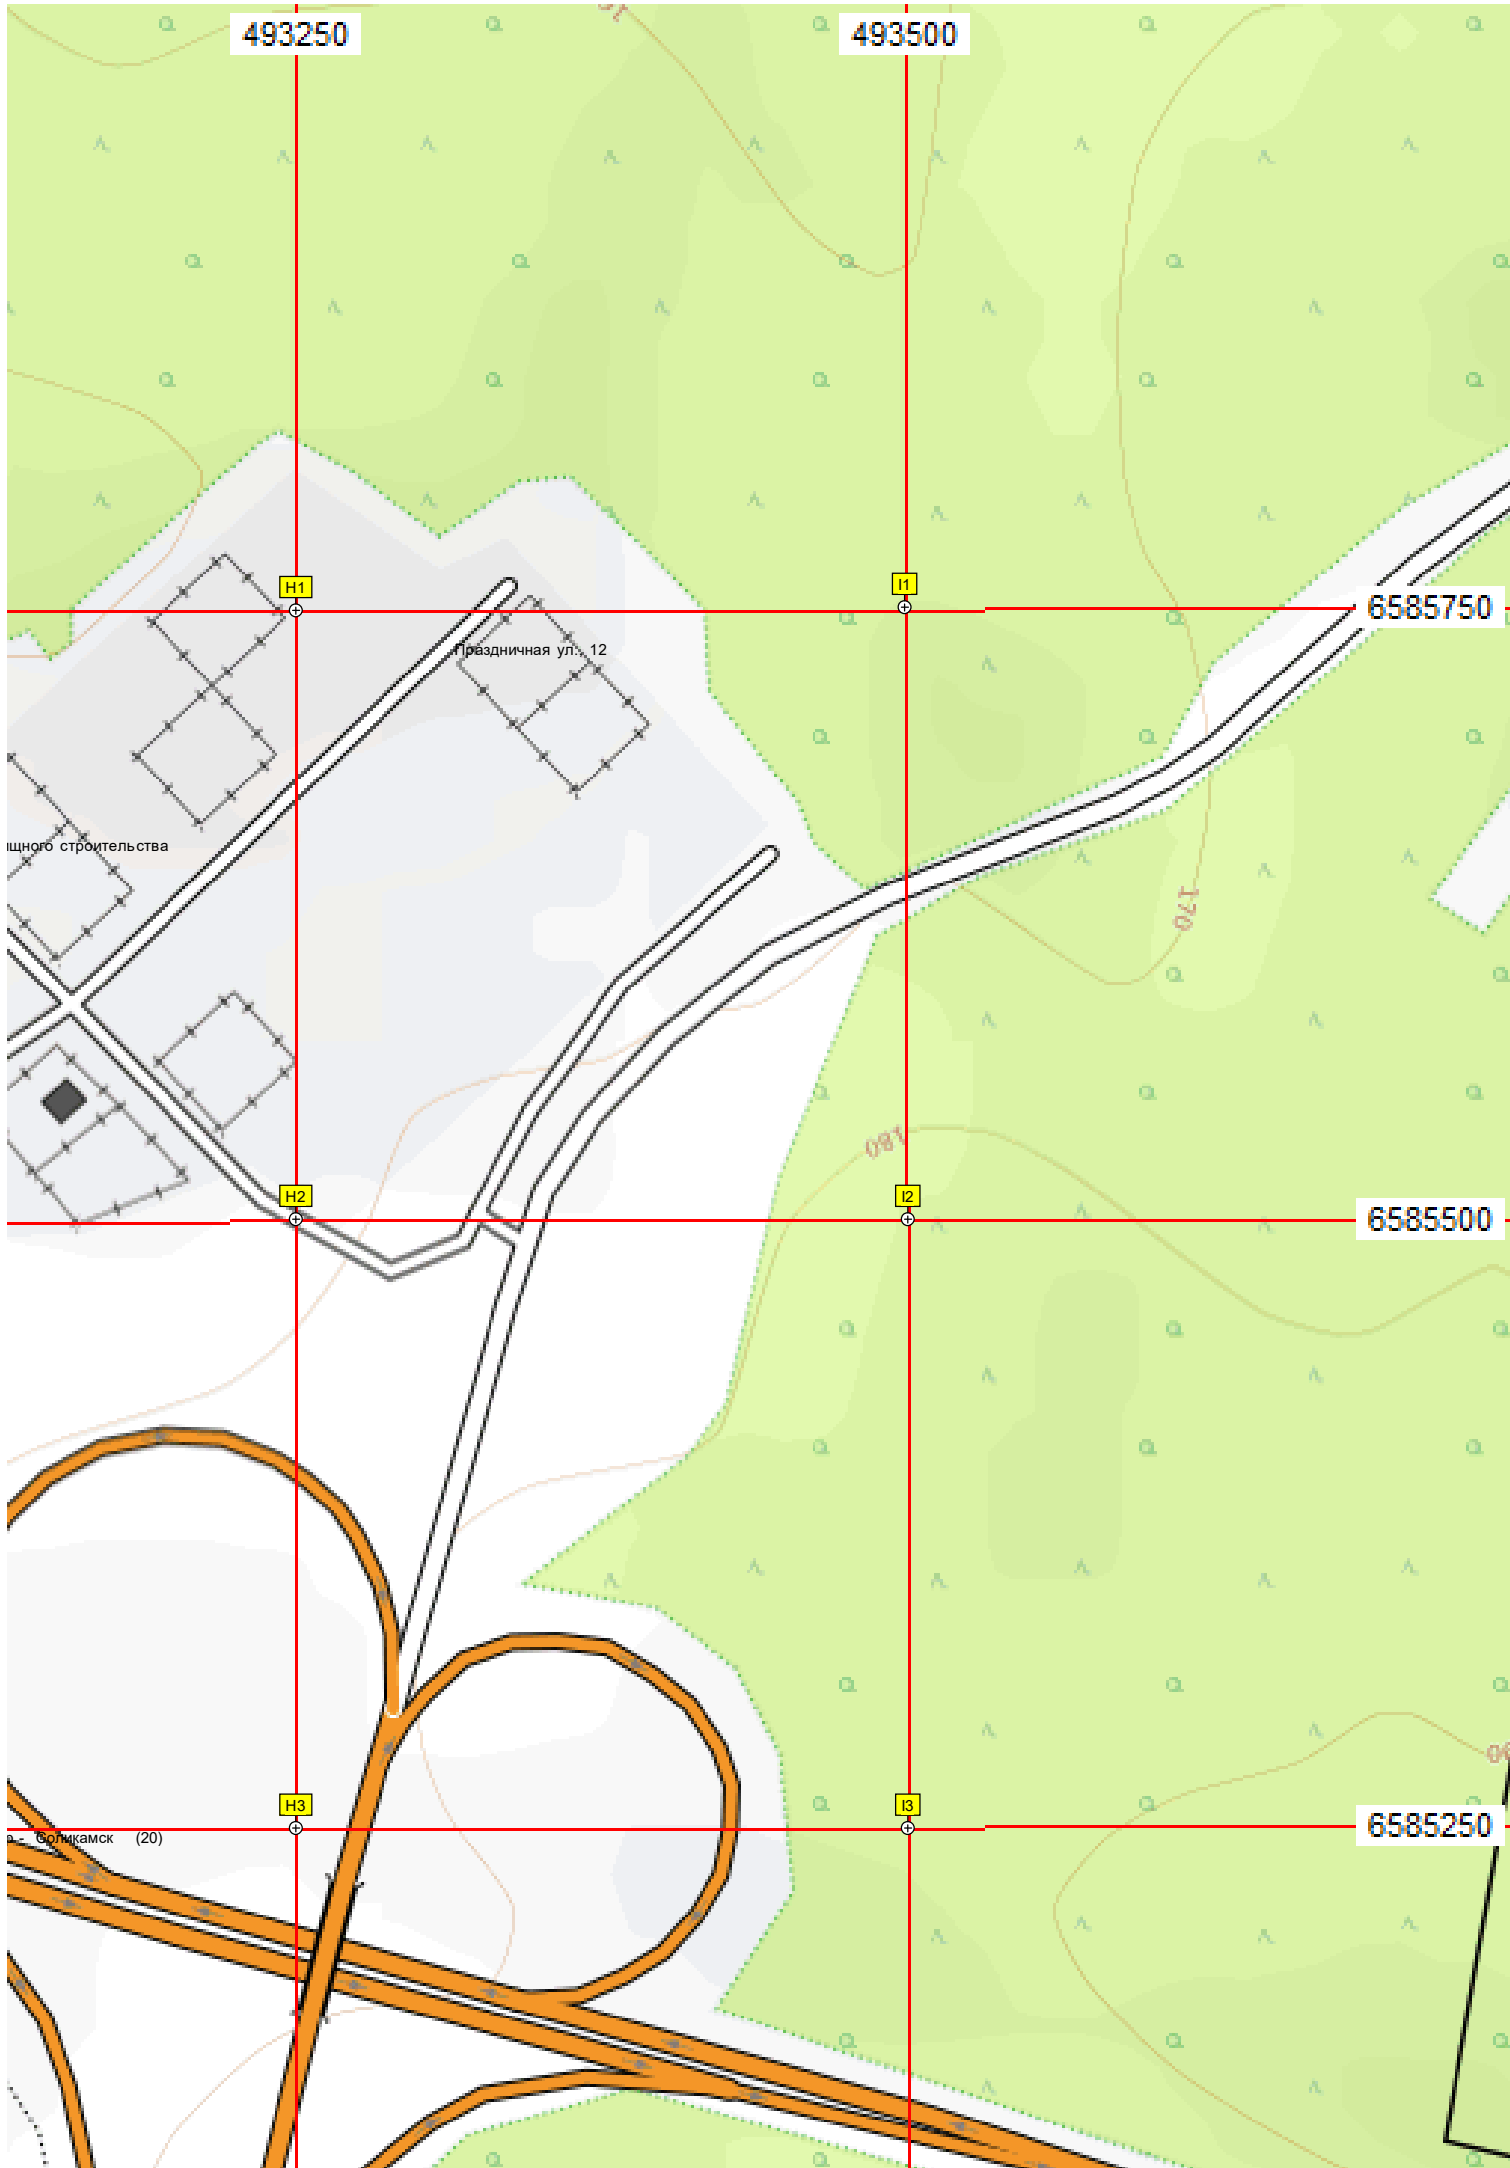 493250
493500
H1
I1
6585750
Праздничная ул., 12
строительства
170
180
H2
I2
6585500
H3
I3
6585250
Соликамск (20)